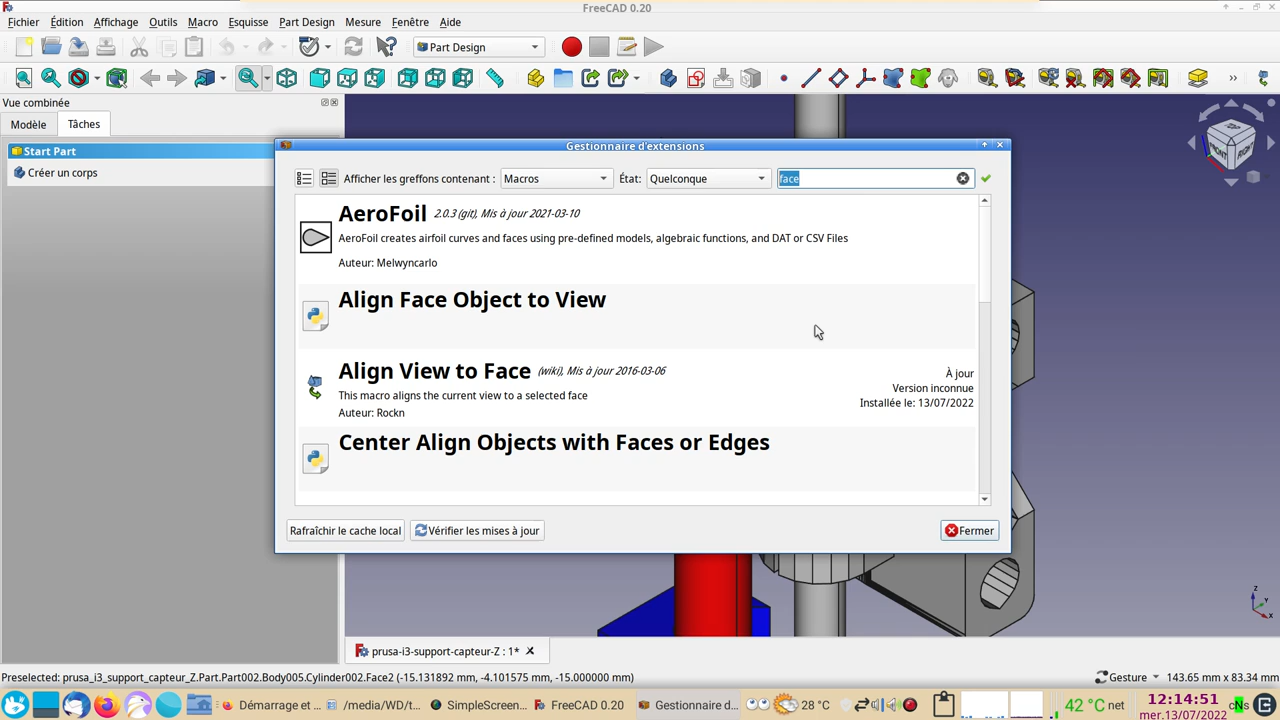 FreeCAD 0.20
Fichier Édition Affichage Outils Macro Esquisse Part Design Mesure Fenêtre Aide
Part Design
Vue combinée
Modèle Tâches
Start Part
Créer un corps
Gestionnaire d'extensions
Afficher les greffons contenant : Macros État: Quelconque face
AeroFoil 2.0.3 (git), Mis à jour 2021-03-10
AeroFoil creates airfoil curves and faces using pre-defined models, algebraic functions, and DAT or CSV Files
Auteur: Melwyncarlo
Align Face Object to View
Align View to Face (wiki), Mis à jour 2016-03-06
À jour
Version inconnue
This macro aligns the current view to a selected face
Installée le: 13/07/2022
Auteur: Rockn
Center Align Objects with Faces or Edges
Rafraîchir le cache local Vérifier les mises à jour Fermer
prusa-i3-support-capteur-Z : 1*
Preselected: prusa_i3_support_capteur_Z.Part.Part002.Body005.Cylinder002.Face2 (-15.131892 mm, -4.101575 mm, -15.000000 mm)
Gesture 143.65 mm x 83.34 mm
Démarrage et ... /media/WD/t... SimpleScreen... FreeCAD 0.20 Gestionnaire d... 28 °C 42 °C net 12:14:51
mer.13/07/2022